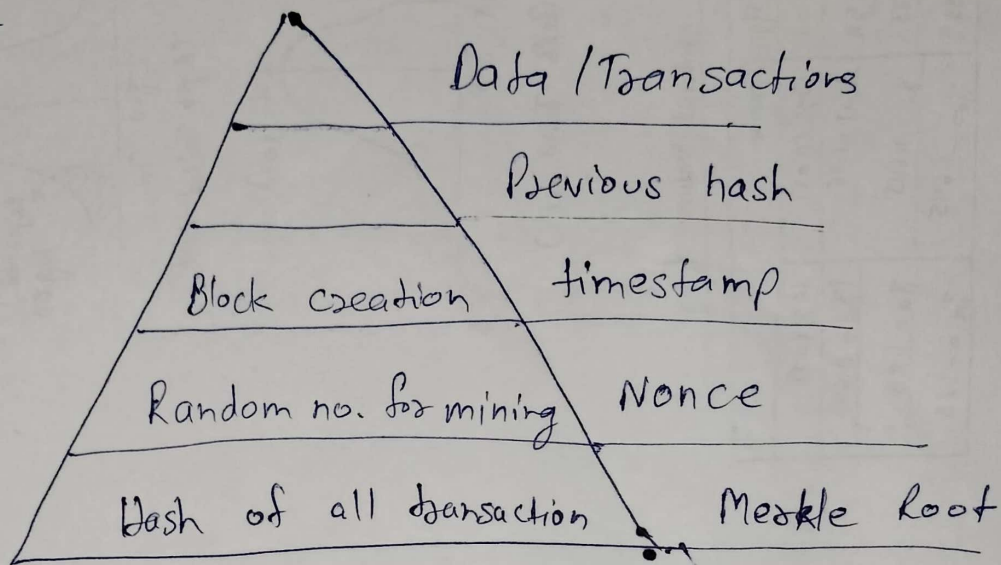 Data / Transactions
Previous hash
Block creation timestamp
Random no. for mining Nonce
Hash of all transaction Merkle Root